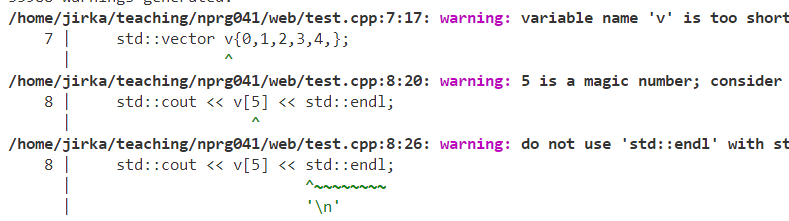 /home/jirka/teaching/nprg041/web/test.cpp:7:17: warning: variable name 'v' is too short
7 | std::vector v{0,1,2,3,4,};
| ^
/home/jirka/teaching/nprg041/web/test.cpp:8:20: warning: 5 is a magic number; consider
8 | std::cout << v[5] << std::endl;
| ^
/home/jirka/teaching/nprg041/web/test.cpp:8:26: warning: do not use 'std::endl' with st
8 | std::cout << v[5] << std::endl;
| ^~~~~~~~~
| '\n'